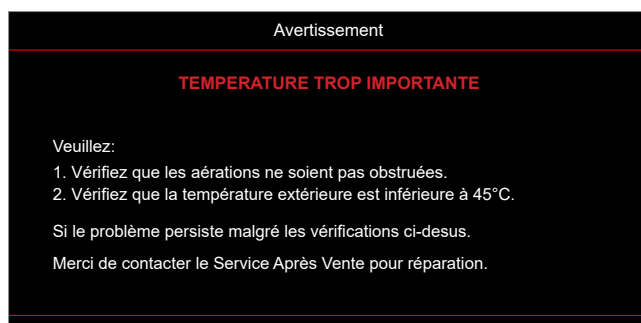 Avertissement
TEMPERATURE TROP IMPORTANTE
Veuillez:
1. Vérifiez que les aérations ne soient pas obstruées.
2. Vérifiez que la température extérieure est inférieure à 45°C.
Si le problème persiste malgré les vérifications ci-desus.
Merci de contacter le Service Après Vente pour réparation.